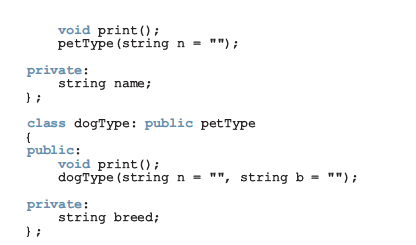 void print();
petType(string n = "");
private:
string name;
};
class dogType: public petType
{
public:
void print();
dogType(string n = "", string b = "");
private:
string breed;
};